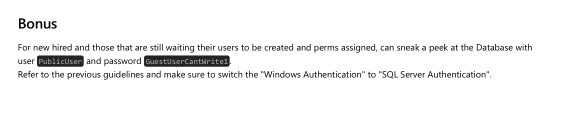 Bonus
For new hired and those that are still waiting their users to be created and perms assigned, can sneak a peek at the Database with
user PublicUser and password GuestUserCantWrite1.
Refer to the previous guidelines and make sure to switch the "Windows Authentication" to "SQL Server Authentication".